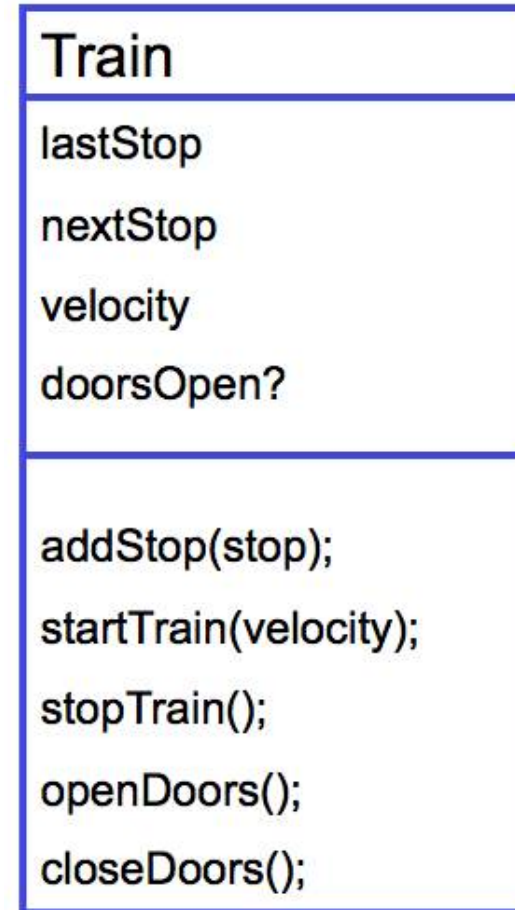 Train
lastStop
nextStop
velocity
doorsOpen?
addStop(stop);
startTrain(velocity);
stopTrain();
openDoors();
closeDoors();